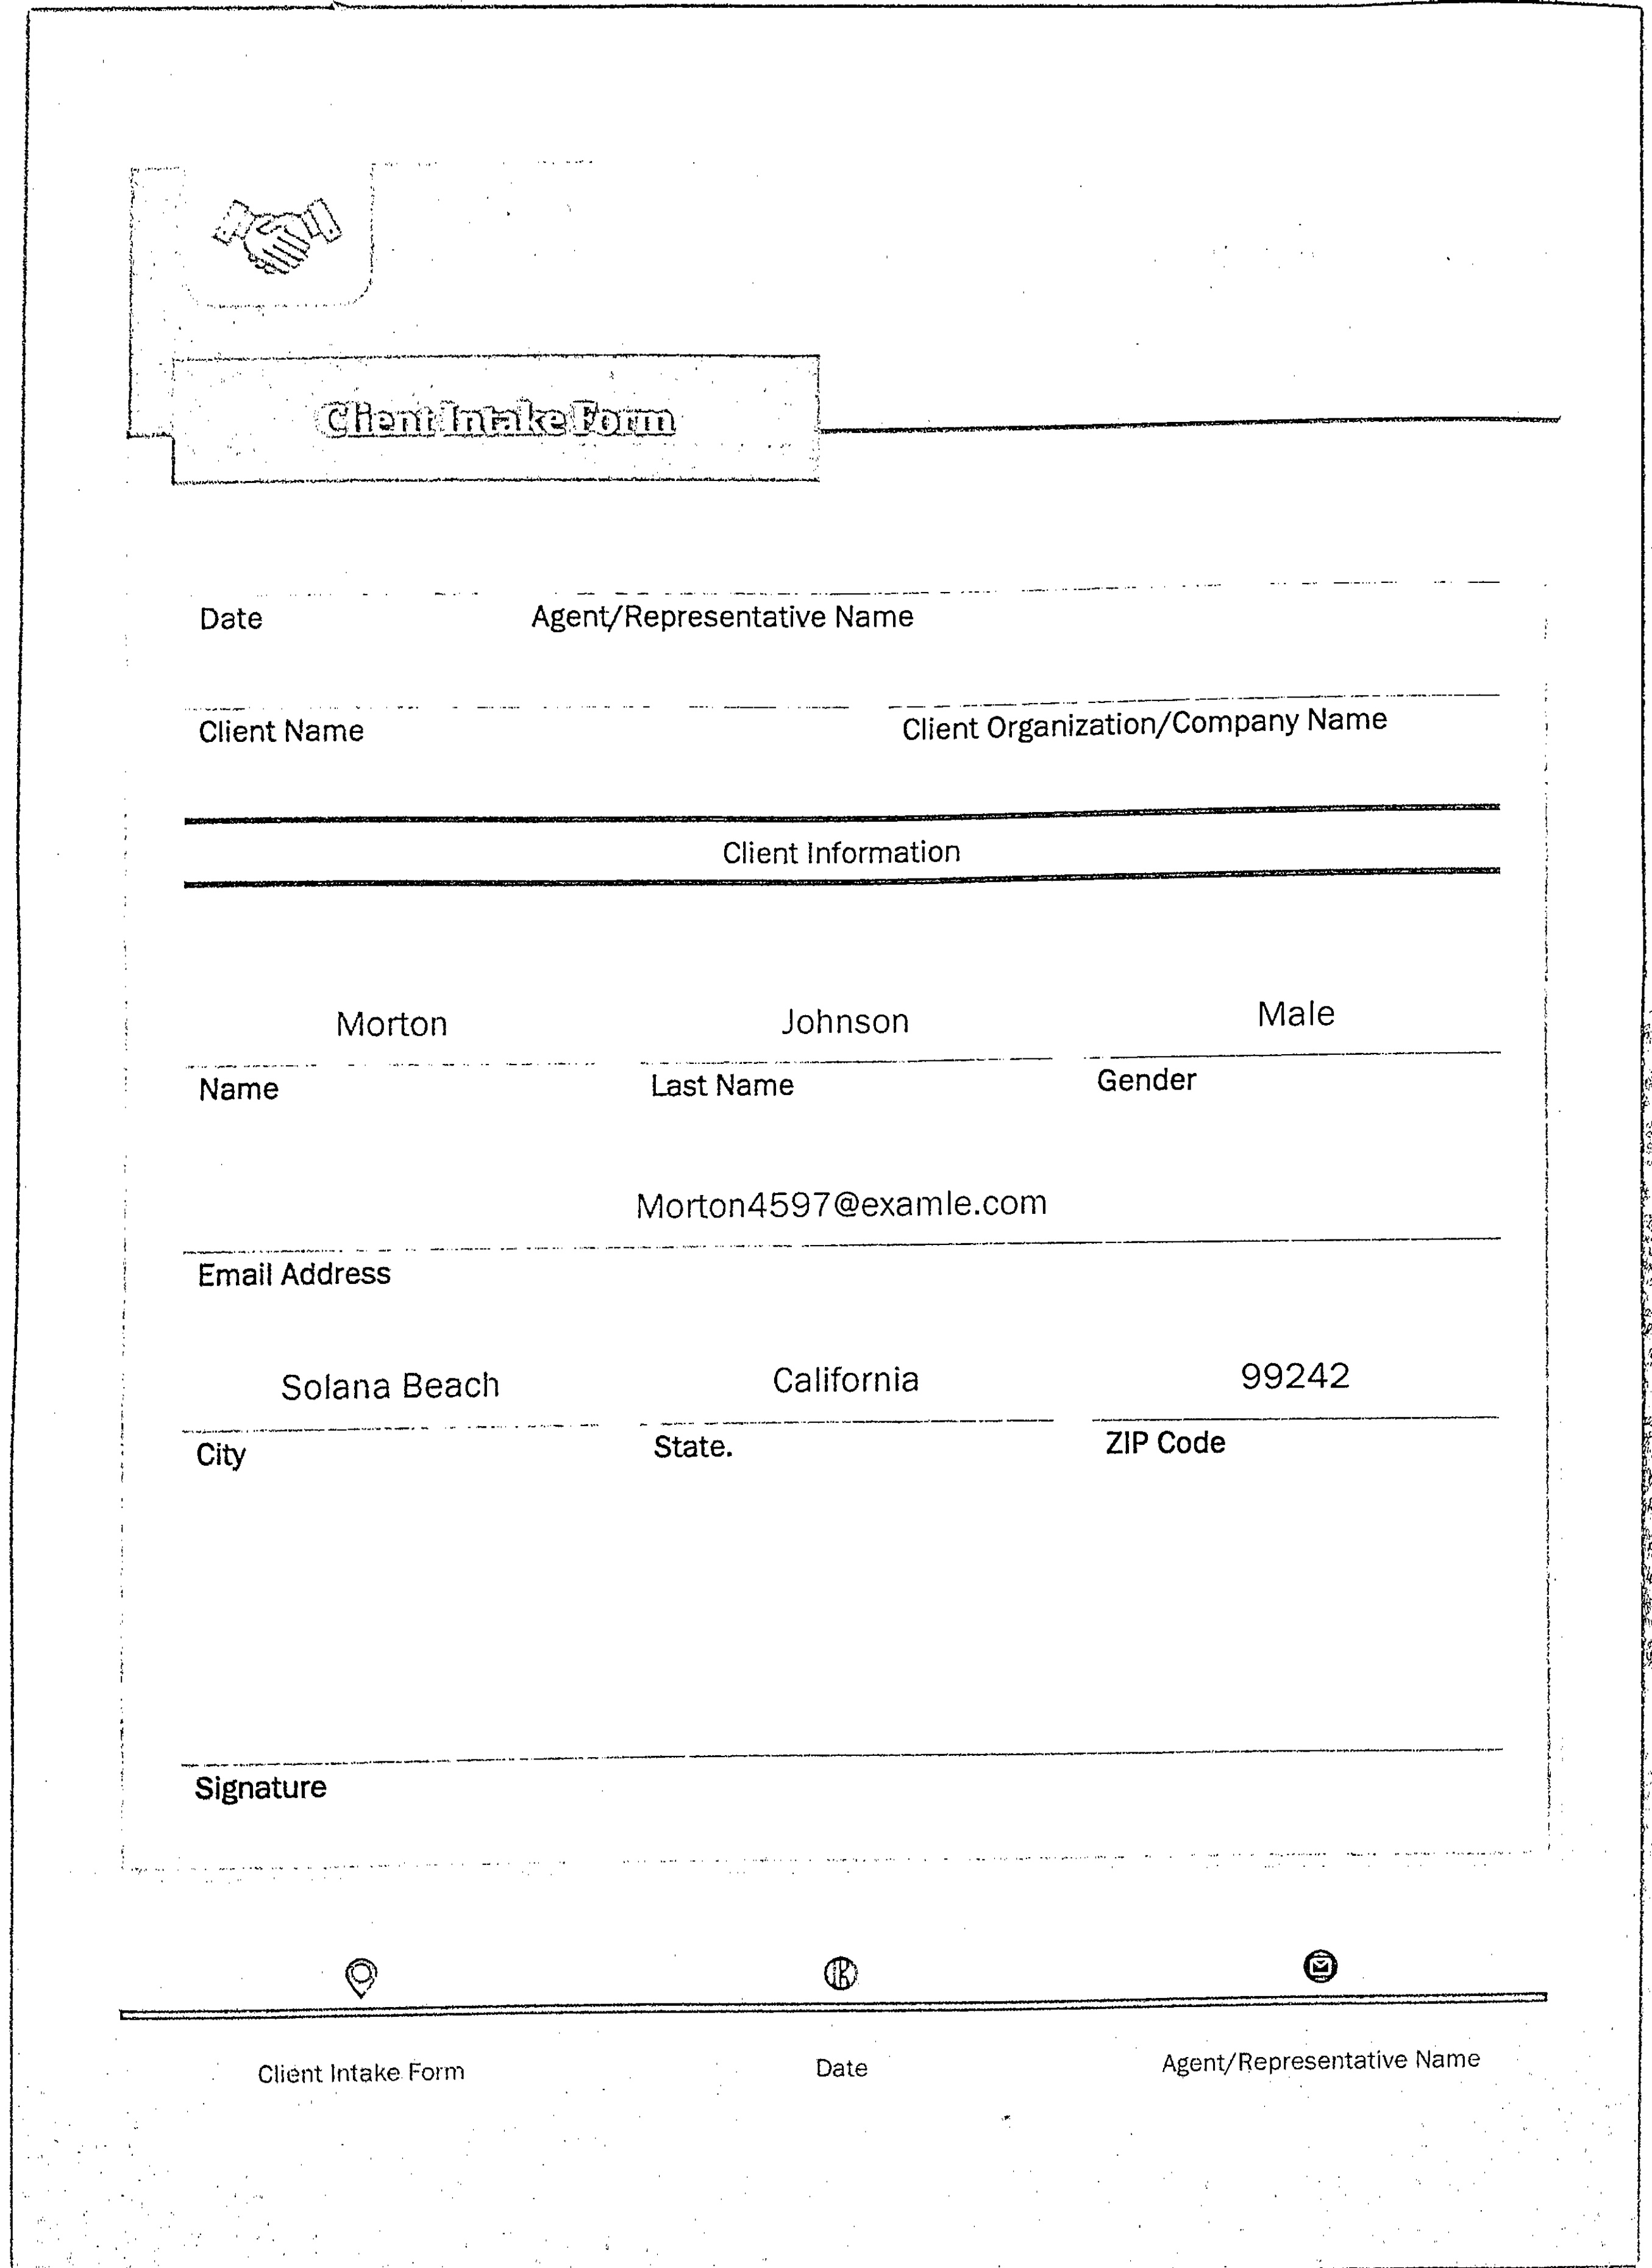 Client Intake Form
Date Agent/Representative Name
Client Name Client Organization/Company Name
Client Information
Morton Johnson Male
Name Last Name Gender
Morton4597@examle.com
Email Address
Solana Beach California 99242
City State. ZIP Code
Signature
Client Intake Form Date Agent/Representative Name